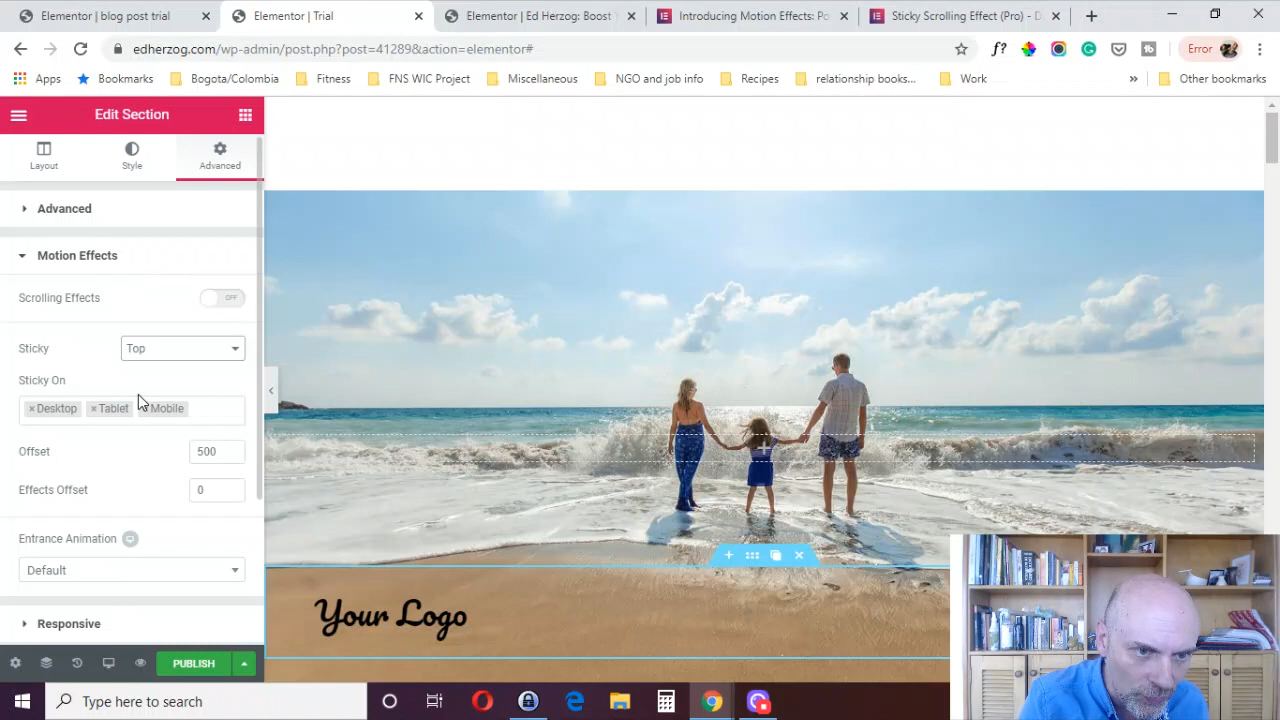 Elementor | blog post trial
Elementor | Trial
Elementor | Ed Herzog: Boost
Introducing Motion Effects: Po
Sticky Scrolling Effect (Pro) - D
edherzog.com/wp-admin/post.php?post=41289&action=elementor#
f?
Error
Apps
Bookmarks
Bogota/Colombia
Fitness
FNS WIC Project
Miscellaneous
NGO and job info
Recipes
relationship books...
Work
Other bookmarks
Edit Section
Layout
Style
Advanced
Advanced
Motion Effects
Scrolling Effects
OFF
Sticky
Top
Sticky On
×Desktop
×Tablet
Mobile
Offset
500
Effects Offset
0
Entrance Animation
Default
Responsive
PUBLISH
Your Logo
Type here to search